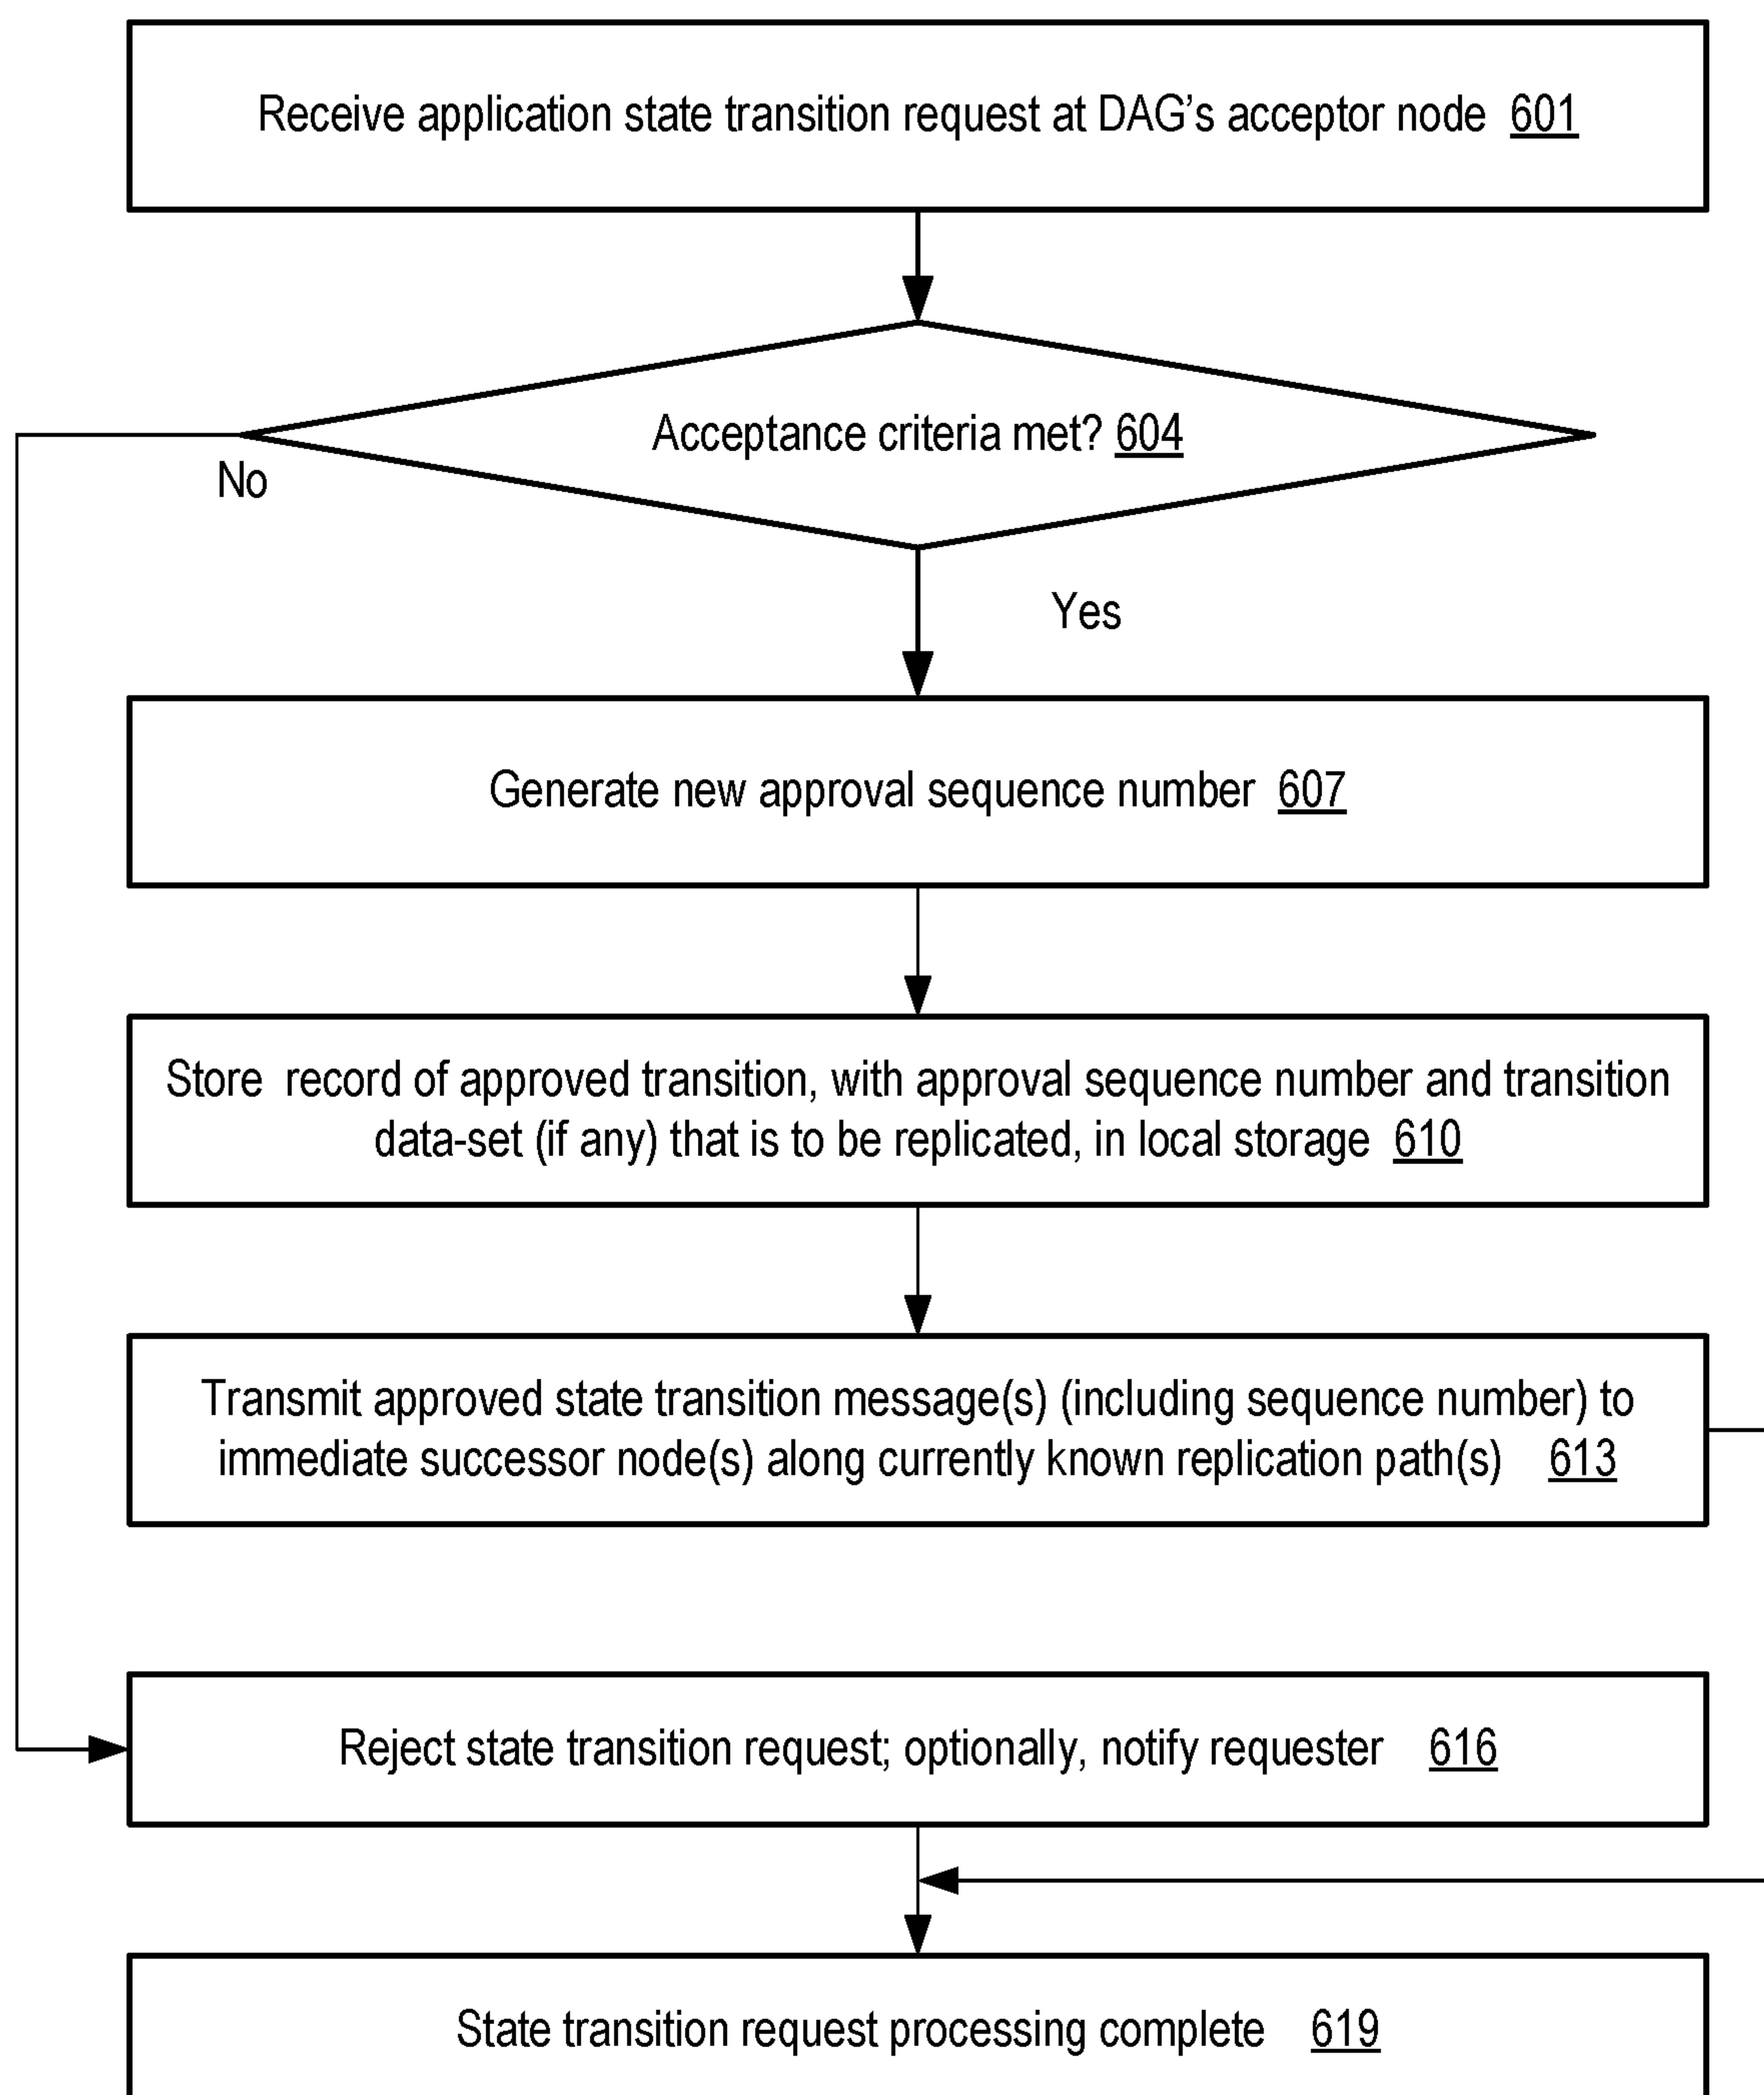 Receive application state transition request at DAG’s acceptor node 601
Acceptance criteria met? 604
No
Yes
Generate new approval sequence number 607
Store record of approved transition, with approval sequence number and transition
data-set (if any) that is to be replicated, in local storage 610
Transmit approved state transition message(s) (including sequence number) to
immediate successor node(s) along currently known replication path(s) 613
Reject state transition request; optionally, notify requester 616
State transition request processing complete 619